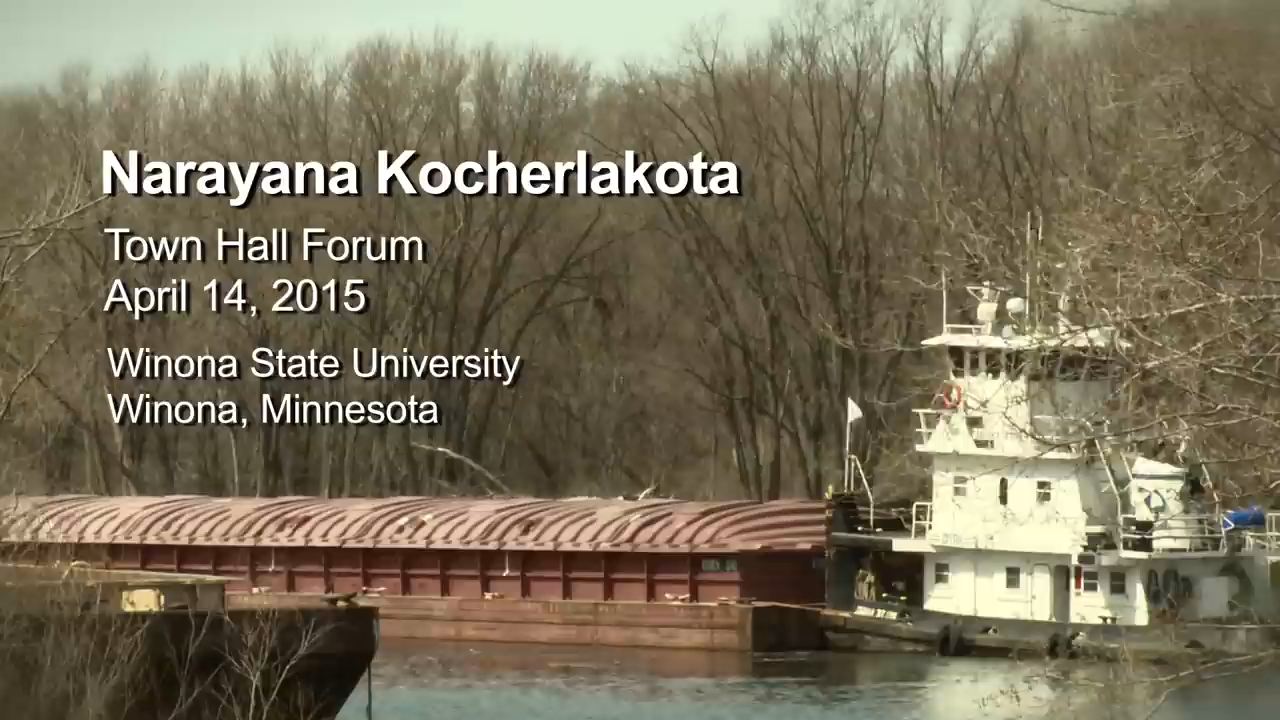 Narayana Kocherlakota
Town Hall Forum
April 14, 2015
Winona State University
Winona, Minnesota